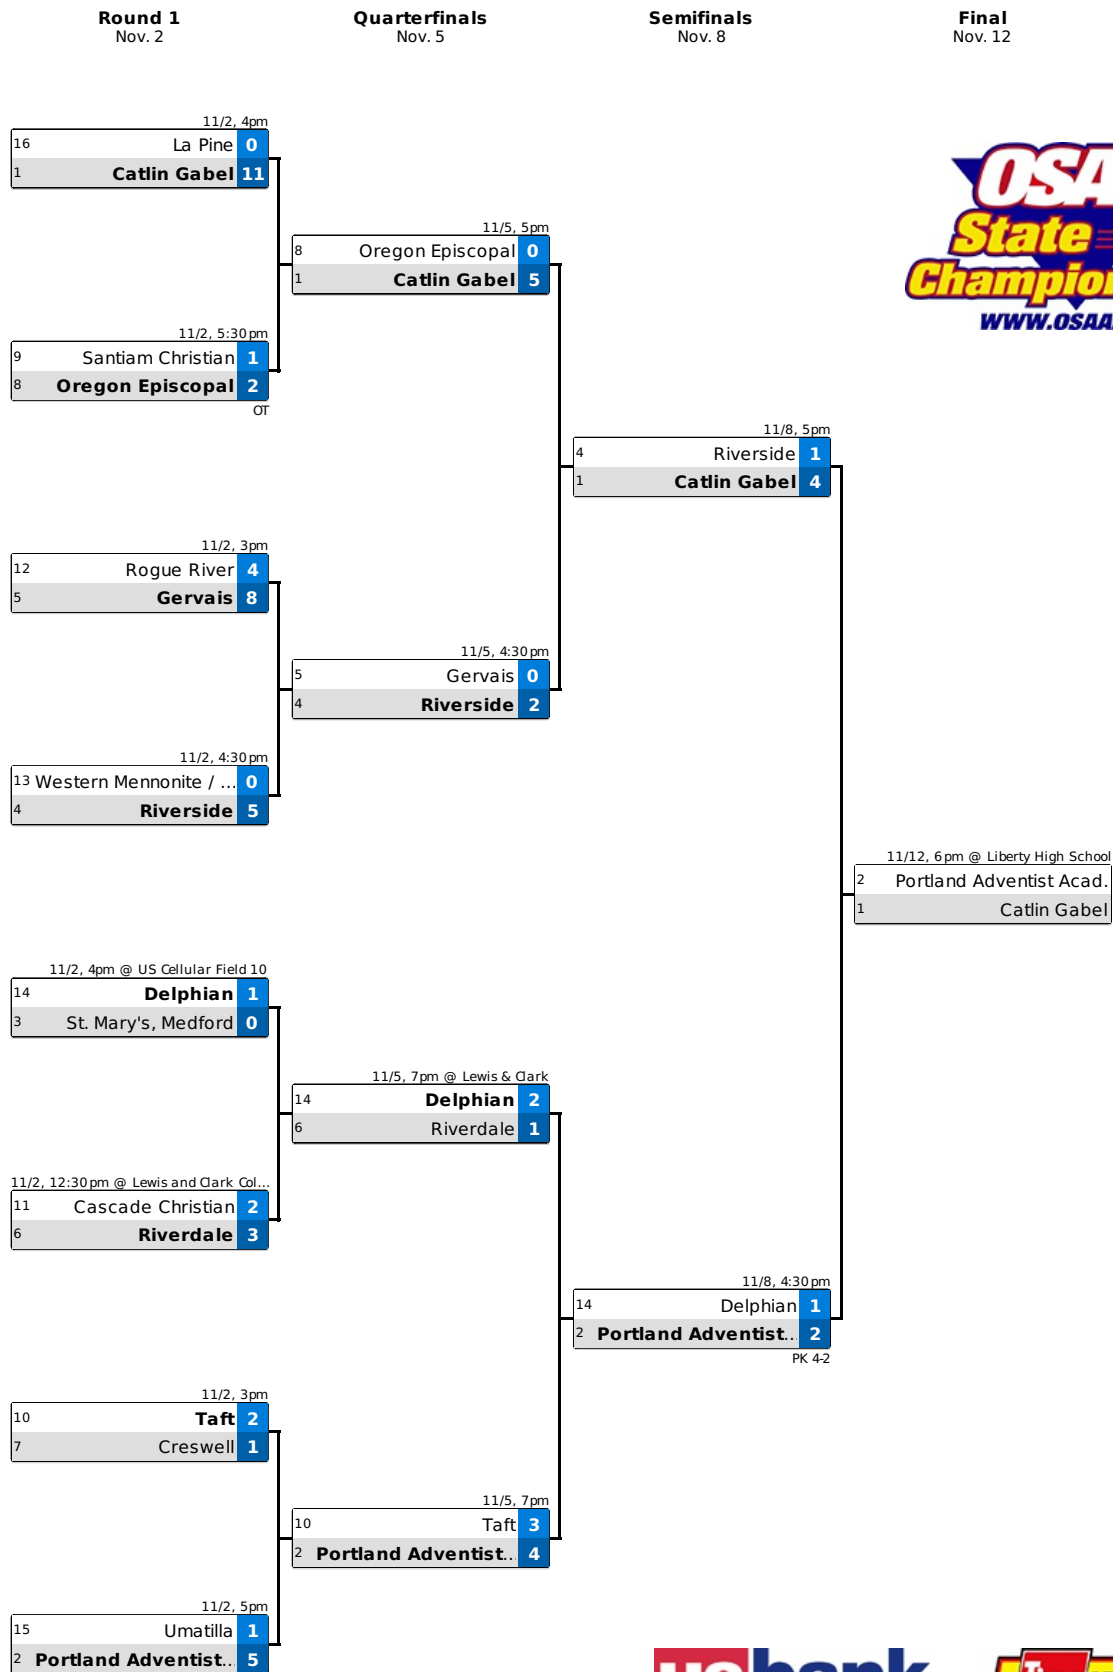 Round 1
Nov. 2
Quarterfinals
Nov. 5
Semifinals
Nov. 8
Final
Nov. 12
11/2, 4pm
16 La Pine 0
1 Catlin Gabel 11
11/2, 5:30pm
9 Santiam Christian 1
8 Oregon Episcopal 2
OT
11/2, 3pm
12 Rogue River 4
5 Gervais 8
11/2, 4:30pm
13 Western Mennonite / ... 0
4 Riverside 5
11/2, 4pm @ US Cellular Field 10
14 Delphian 1
3 St. Mary's, Medford 0
11/2, 12:30pm @ Lewis and Clark Col...
11 Cascade Christian 2
6 Riverdale 3
11/2, 3pm
10 Taft 2
7 Creswell 1
11/2, 5pm
15 Umatilla 1
2 Portland Adventist... 5
11/5, 5pm
8 Oregon Episcopal 0
1 Catlin Gabel 5
11/5, 4:30pm
5 Gervais 0
4 Riverside 2
11/5, 7pm @ Lewis & Clark
14 Delphian 2
6 Riverdale 1
11/5, 7pm
10 Taft 3
2 Portland Adventist... 4
11/8, 5pm
4 Riverside 1
1 Catlin Gabel 4
11/8, 4:30pm
14 Delphian 1
2 Portland Adventist... 2
PK 4-2
11/12, 6pm @ Liberty High School
2 Portland Adventist Acad.
1 Catlin Gabel
OSA
State
Champio
WWW.OSAA
usbank